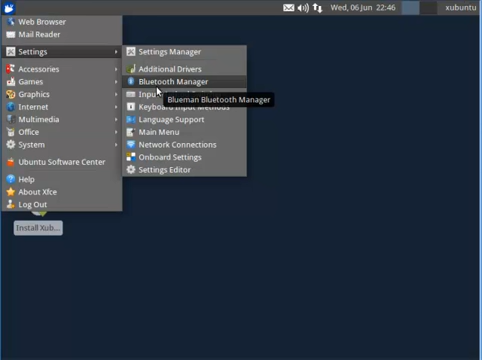 Wed, 06 Jun 22:46 xubuntu
Web Browser
Mail Reader
Settings
Accessories
Games
Graphics
Internet
Multimedia
Office
System
Ubuntu Software Center
Help
About Xfce
Log Out
Settings Manager
Additional Drivers
Bluetooth Manager
Blueman Bluetooth Manager
Keyboard Input Methods
Language Support
Main Menu
Network Connections
Onboard Settings
Settings Editor
Install Xub...